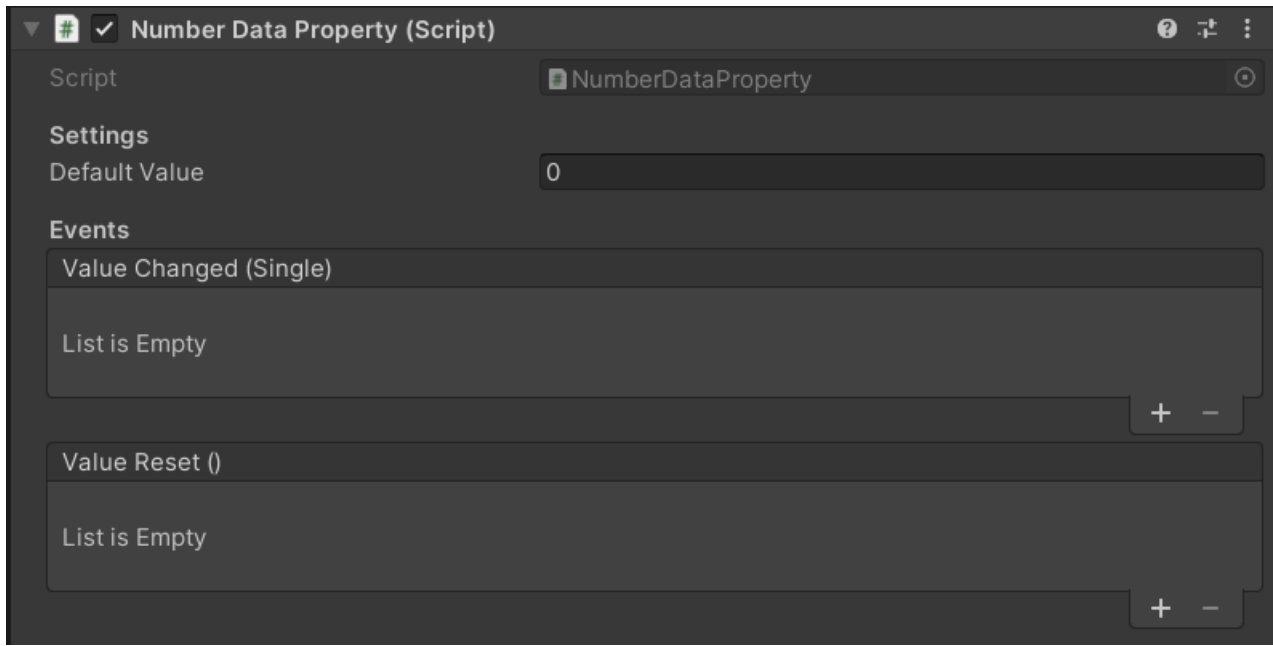 Number Data Property (Script)
Script NumberDataProperty
Settings
Default Value 0
Events
Value Changed (Single)
List is Empty
+ −
Value Reset ()
List is Empty
+ −